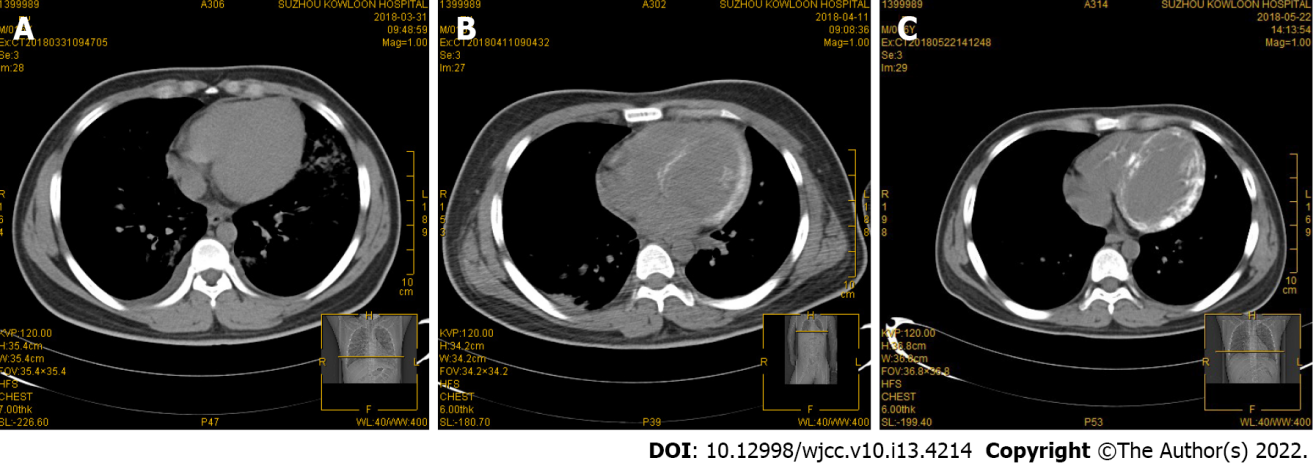 A
1399989
A306
SUZHOU KOWLOON HOSPITAL
2018-03-31
09:48:59
Mag=1.00
Ex:CT20180331094705
Se:3
Im:28
R
L
10
cm
KVP:120.00
H:35.4cm
W:35.4cm
FOV:35.4×35.4
HFS
CHEST
7.00thk
SL:-226.60
P47
WL:40/WW:400
H
R
L
F
B
1399989
A302
SUZHOU KOWLOON HOSPITAL
2018-04-11
09:08:36
Mag=1.00
Ex:CT20180411090432
Se:3
Im:27
R
L
10
cm
KVP:120.00
H:34.2cm
W:34.2cm
FOV:34.2×34.2
HFS
CHEST
6.00thk
SL:-180.70
P39
WL:40/WW:400
H
R
L
F
C
1399989
A314
SUZHOU KOWLOON HOSPITAL
2018-05-22
14:13:54
Mag=1.00
Ex:CT20180522141248
Se:3
Im:29
R
L
10
cm
KVP:120.00
H:36.8cm
W:36.8cm
FOV:36.8×36.8
HFS
CHEST
6.00thk
SL:-199.40
P53
WL:40/WW:400
H
R
L
F
DOI: 10.12998/wjcc.v10.i13.4214 Copyright ©The Author(s) 2022.